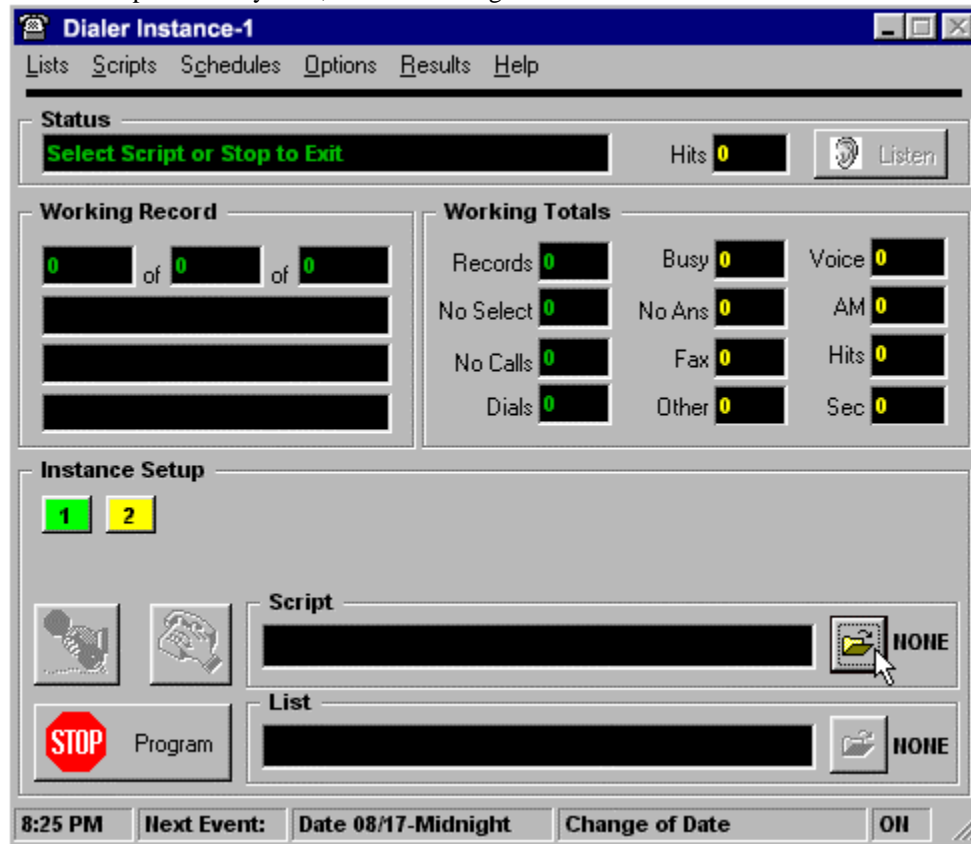 Dialer Instance-1
Lists Scripts Schedules Options Results Help
Status
Select Script or Stop to Exit Hits 0 Listen
Working Record Working Totals
0 of 0 of 0 Records 0 Busy 0 Voice 0
No Select 0 No Ans 0 AM 0
No Calls 0 Fax 0 Hits 0
Dials 0 Other 0 Sec 0
Instance Setup
1 2
Script
NONE
List
STOP Program NONE
8:25 PM Next Event: Date 08/17-Midnight Change of Date ON